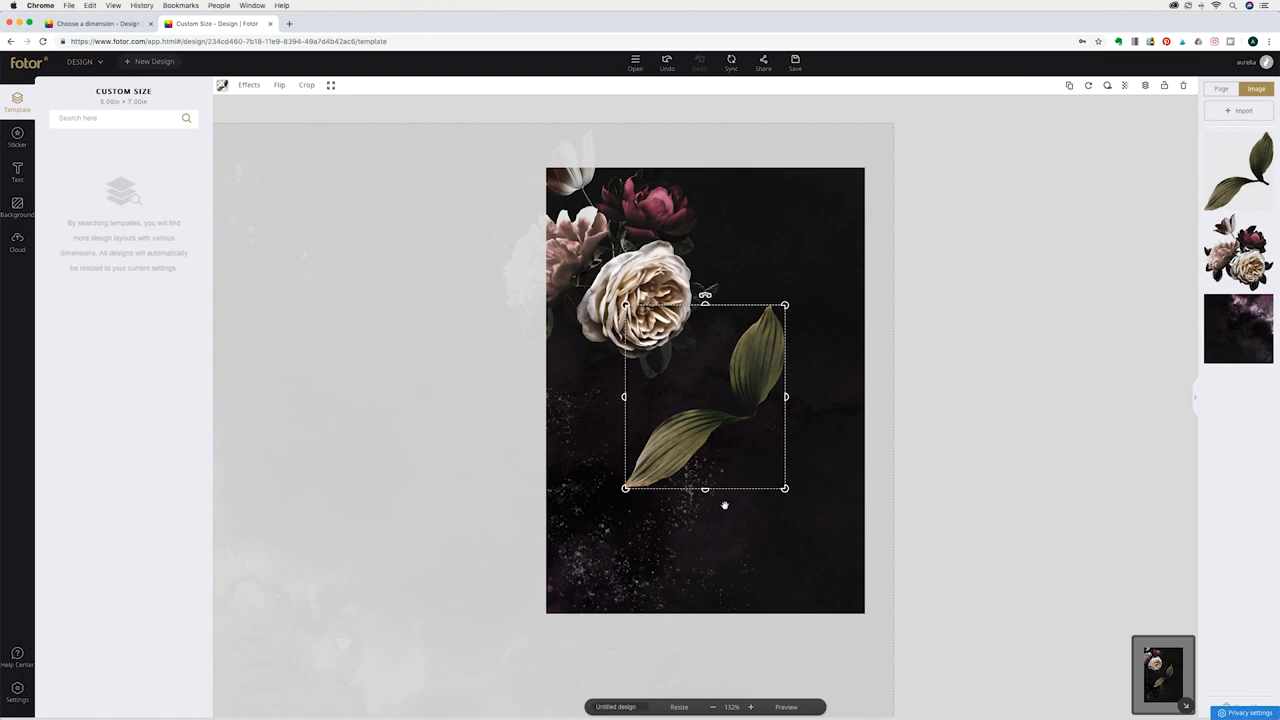 Chrome File Edit View History Bookmarks People Window Help
Choose a dimension - Design |
Custom Size - Design | Fotor
https://www.fotor.com/app.html#/design/234cd460-7b18-11e9-8394-49a7d4b42ac6/template
fotor
DESIGN
New Design
Open
Undo
Sync
Share
Save
aurelia
Template
Sticker
Text
Background
Cloud
Help Center
Settings
CUSTOM SIZE
5.00in × 7.00in
Search here
By searching templates, you will find
more design layouts with various
dimensions. All designs will automatically
be resized to your current settings.
Effects Flip Crop
Page Image
+ Import
Untitled design Resize − 132% + Preview
Privacy settings